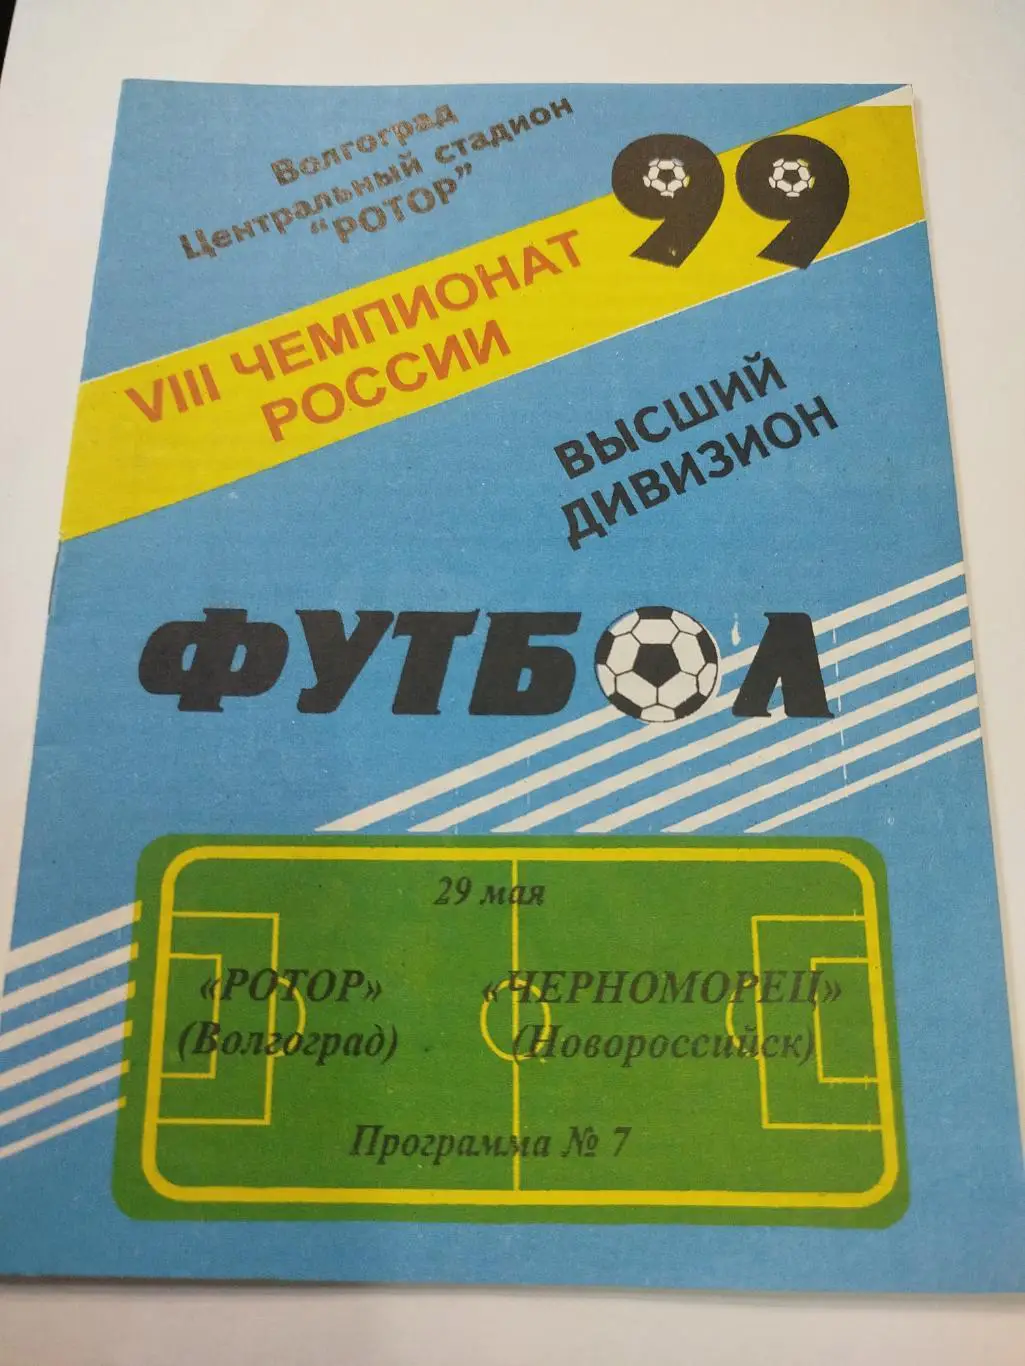 Волгоград
Центральный стадион
“РОТОР”
99
VIII ЧЕМПИОНАТ
РОССИИ
ВЫСШИЙ
ДИВИЗИОН
ФУТБОЛ
29 мая
«РОТОР» «ЧЕРНОМОРЕЦ»
(Волгоград) (Новороссийск)
Программа № 7